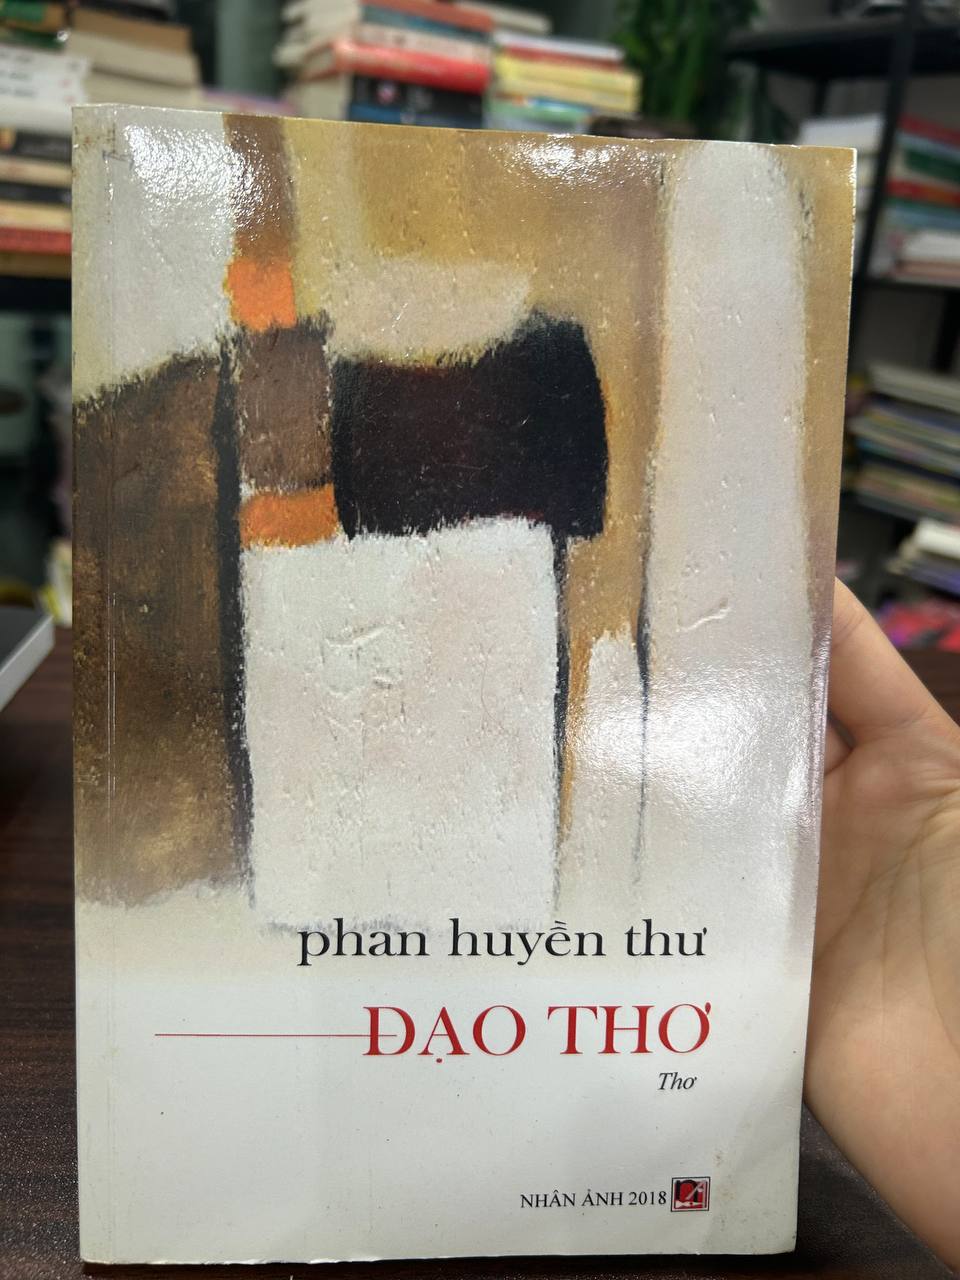 phan huyền thư
ĐẠO THƠ
Thơ
NHÂN ẢNH 2018